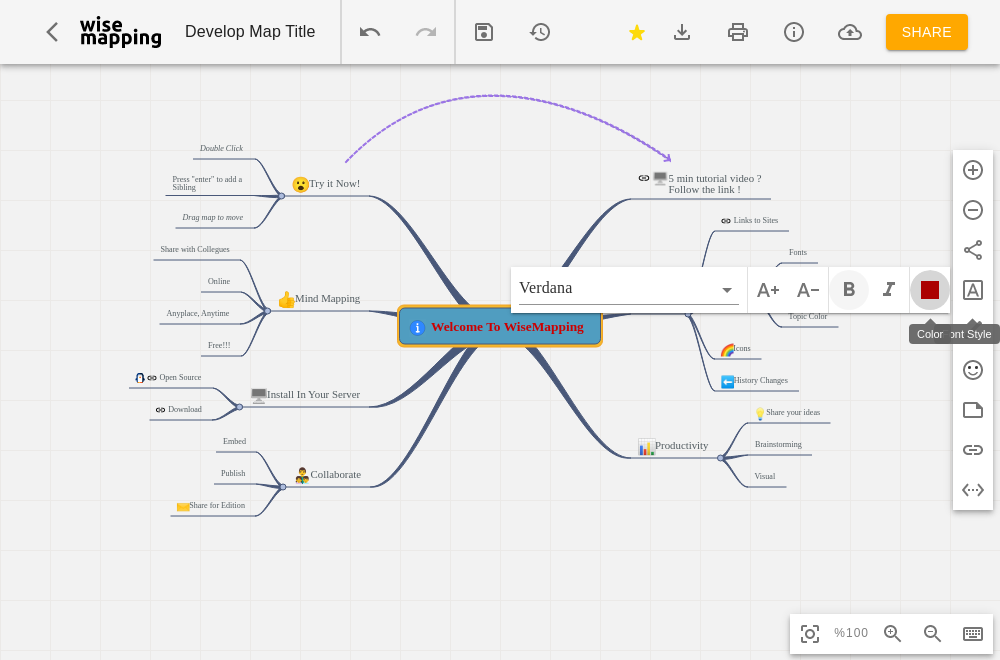 wise
mapping
Develop Map Title
SHARE
Double Click
Press "enter" to add a
Sibling
Drag map to move
Try it Now!
5 min tutorial video ?
Follow the link !
Share with Collegues
Online
Anyplace, Anytime
Free!!!
Mind Mapping
Links to Sites
Fonts
Verdana
A+
A-
B
I
A
Topic Color
Color
ont Style
Welcome To WiseMapping
Icons
History Changes
Open Source
Download
Install In Your Server
Share your ideas
Brainstorming
Visual
Productivity
Embed
Publish
Share for Edition
Collaborate
%100